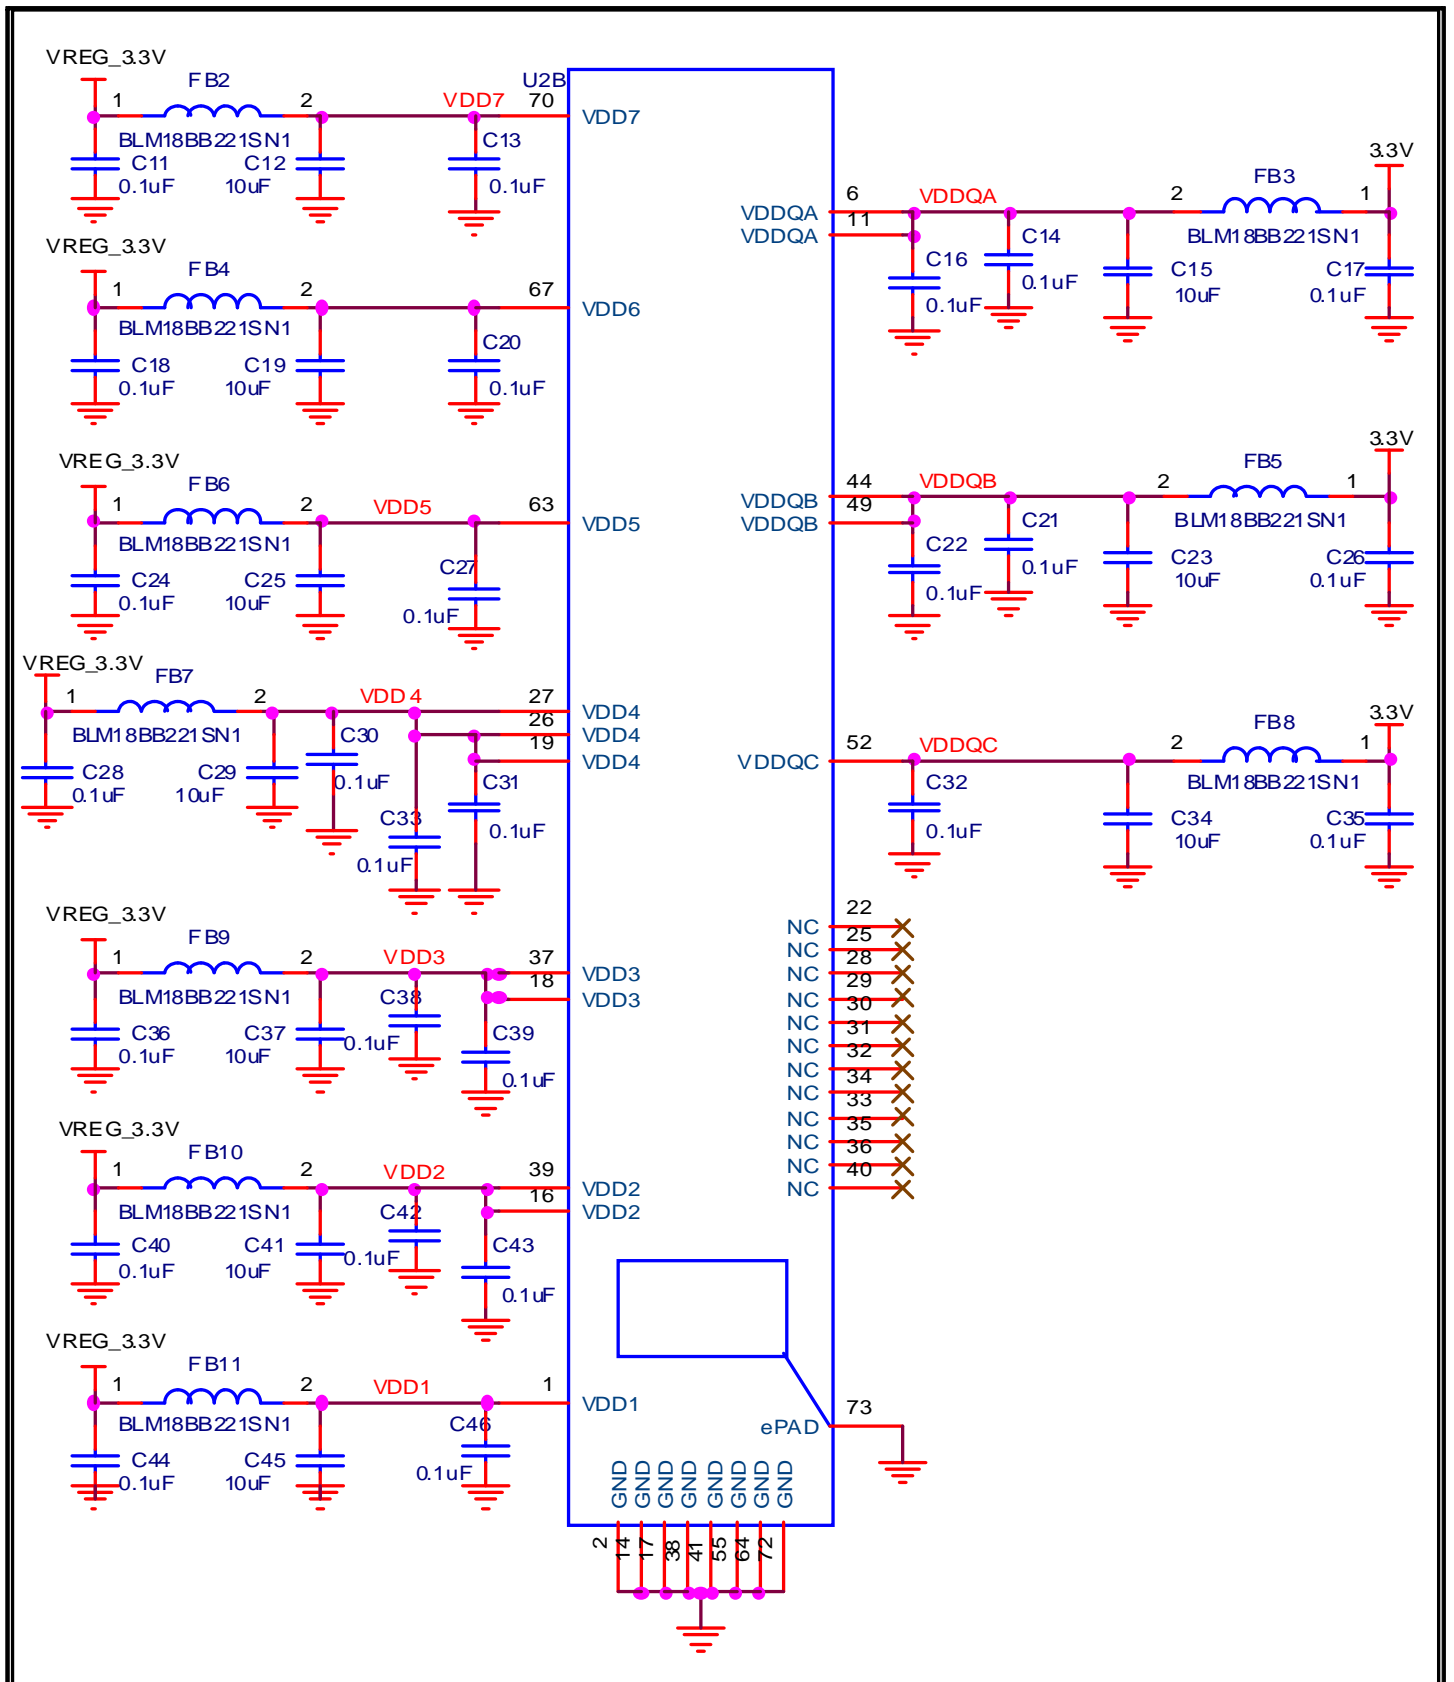 VREG_3.3V
FB2
U2B
1
2
VDD7
70
VDD7
BLM18BB221SN1
C11
0.1uF
C12
10uF
C13
0.1uF
VREG_3.3V
FB4
1
2
67
VDD6
BLM18BB221SN1
C18
0.1uF
C19
10uF
C20
0.1uF
VREG_3.3V
FB6
1
2
VDD5
63
VDD5
BLM18BB221SN1
C24
0.1uF
C25
10uF
C27
0.1uF
VREG_3.3V
FB7
1
2
VDD4
27
VDD4
26
VDD4
19
VDD4
BLM18BB221SN1
C28
0.1uF
C29
10uF
C30
0.1uF
C33
0.1uF
C31
0.1uF
VREG_3.3V
FB9
1
2
VDD3
37
VDD3
18
VDD3
BLM18BB221SN1
C36
0.1uF
C37
10uF
C38
0.1uF
C39
0.1uF
VREG_3.3V
FB10
1
2
VDD2
39
VDD2
16
VDD2
BLM18BB221SN1
C40
0.1uF
C41
10uF
C42
0.1uF
C43
0.1uF
VREG_3.3V
FB11
1
2
VDD1
1
VDD1
BLM18BB221SN1
C44
0.1uF
C45
10uF
C46
0.1uF
3.3V
FB3
VDDQA
6
VDDQA
2
1
VDDQA
11
BLM18BB221SN1
C16
0.1uF
C14
0.1uF
C15
10uF
C17
0.1uF
3.3V
FB5
VDDQB
44
VDDQB
2
1
VDDQB
49
BLM18BB221SN1
C22
0.1uF
C21
0.1uF
C23
10uF
C26
0.1uF
3.3V
FB8
VDDQC
52
VDDQC
2
1
BLM18BB221SN1
C32
0.1uF
C34
10uF
C35
0.1uF
NC 22
NC 25
NC 28
NC 29
NC 30
NC 31
NC 32
NC 34
NC 33
NC 35
NC 36
NC 40
ePAD
73
GND
GND
GND
GND
GND
GND
GND
GND
2
14
17
38
41
55
64
72